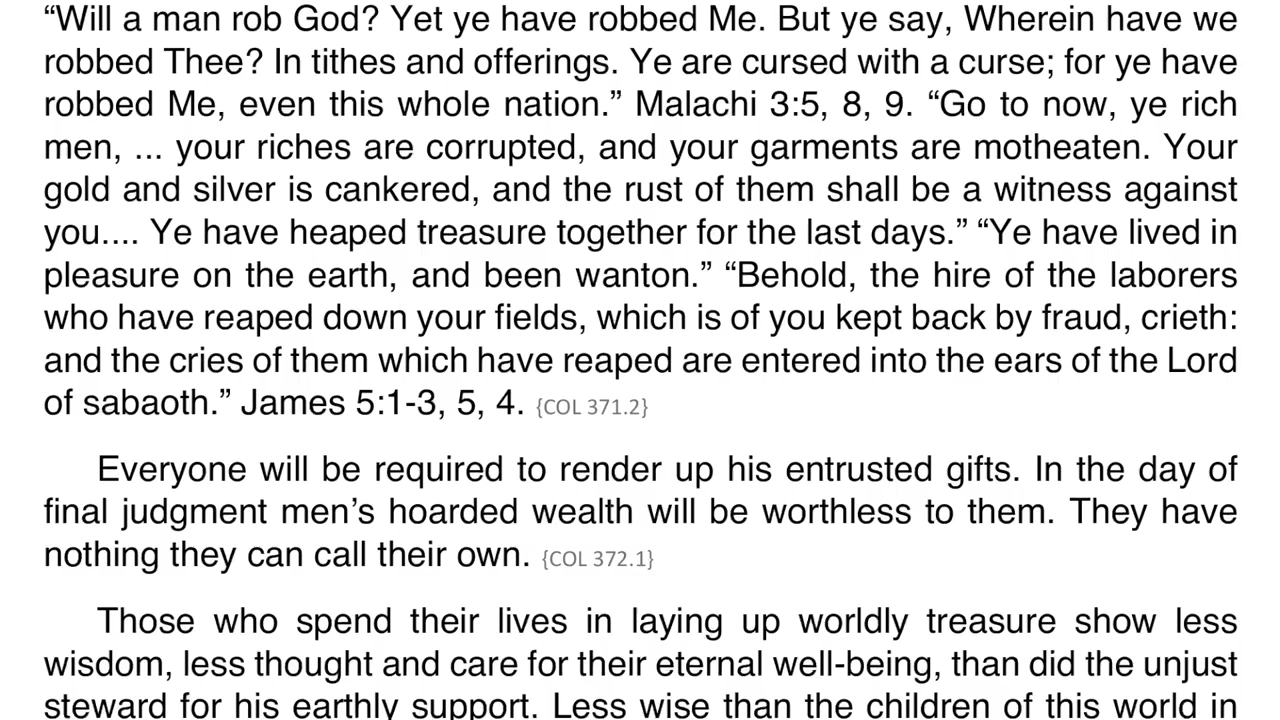 “Will a man rob God? Yet ye have robbed Me. But ye say, Wherein have we
robbed Thee? In tithes and offerings. Ye are cursed with a curse; for ye have
robbed Me, even this whole nation.” Malachi 3:5, 8, 9. “Go to now, ye rich
men, ... your riches are corrupted, and your garments are motheaten. Your
gold and silver is cankered, and the rust of them shall be a witness against
you.... Ye have heaped treasure together for the last days.” “Ye have lived in
pleasure on the earth, and been wanton.” “Behold, the hire of the laborers
who have reaped down your fields, which is of you kept back by fraud, crieth:
and the cries of them which have reaped are entered into the ears of the Lord
of sabaoth.” James 5:1-3, 5, 4. {COL 371.2}
Everyone will be required to render up his entrusted gifts. In the day of
final judgment men’s hoarded wealth will be worthless to them. They have
nothing they can call their own. {COL 372.1}
Those who spend their lives in laying up worldly treasure show less
wisdom, less thought and care for their eternal well-being, than did the unjust
steward for his earthly support. Less wise than the children of this world in